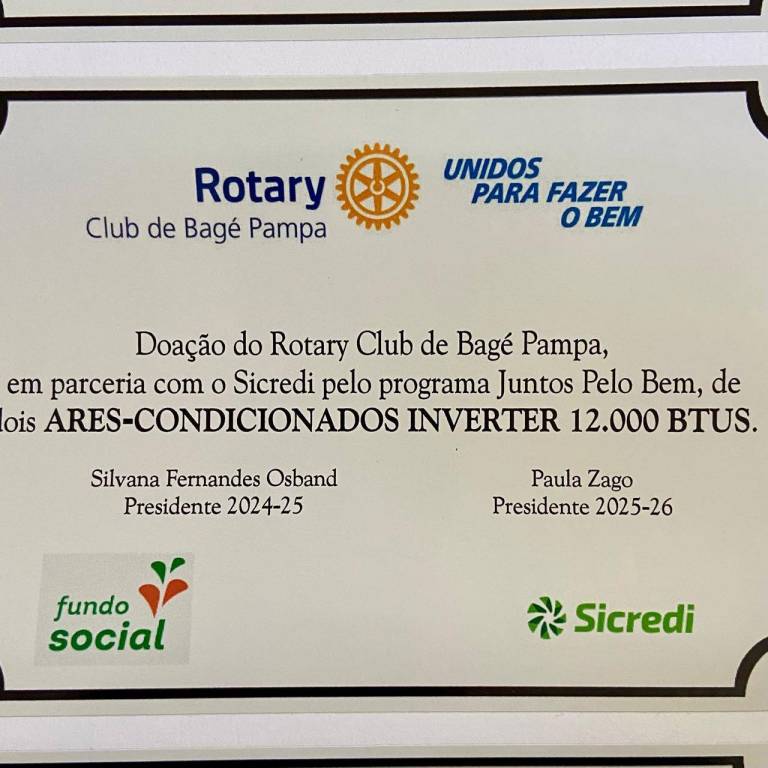 Rotary
Club de Bagé Pampa
UNIDOS
PARA FAZER
O BEM
Doação do Rotary Club de Bagé Pampa,
em parceria com o Sicredi pelo programa Juntos Pelo Bem, de
dois ARES-CONDICIONADOS INVERTER 12.000 BTUS.
Silvana Fernandes Osband
Presidente 2024-25
Paula Zago
Presidente 2025-26
fundo
social
Sicredi